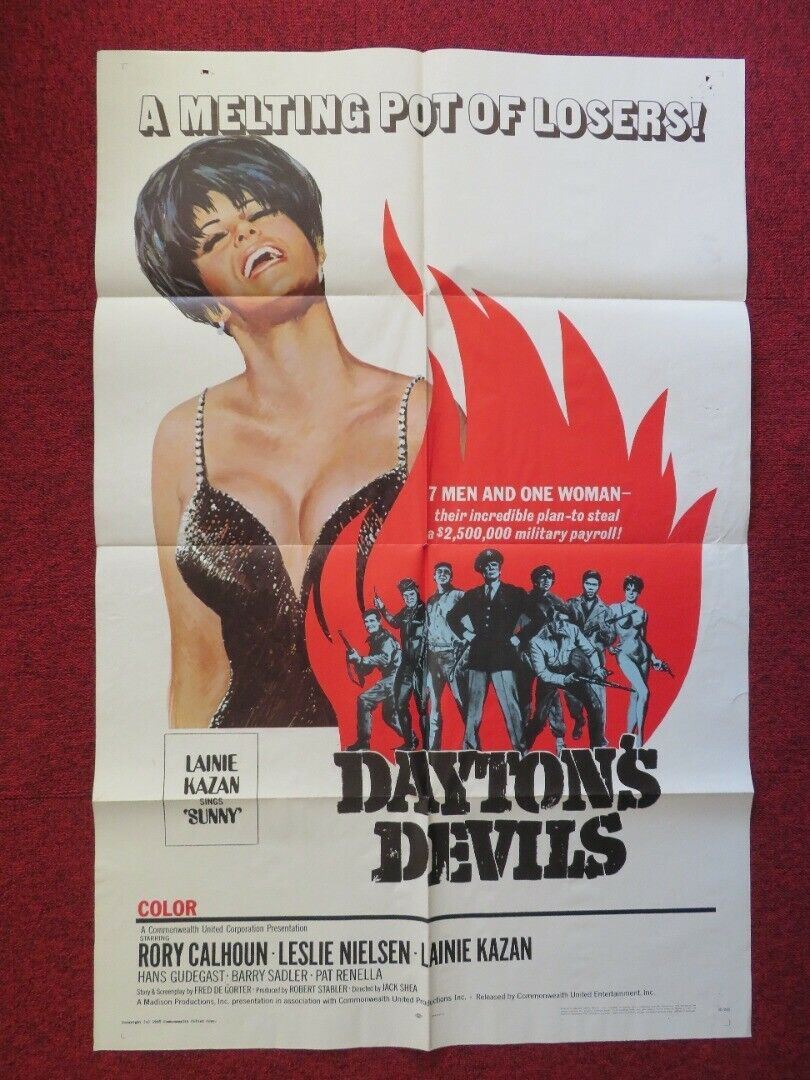 A MELTING POT OF LOSERS!
7 MEN AND ONE WOMAN–
their incredible plan-to steal
a $2,500,000 military payroll!
LAINIE
KAZAN
SINGS
'SUNNY'
DAYTON'S
DEVILS
COLOR
A Commonwealth United Corporation Presentation
STARRING
RORY CALHOUN · LESLIE NIELSEN · LAINIE KAZAN
HANS GUDEGAST · BARRY SADLER · PAT RENELLA
Story & Screenplay by FRED DE GORTER · Produced by ROBERT STABLER · Directed by JACK SHEA
A Madison Productions, Inc. presentation in association with Commonwealth United Productions Inc. · Released by Commonwealth United Entertainment, Inc.